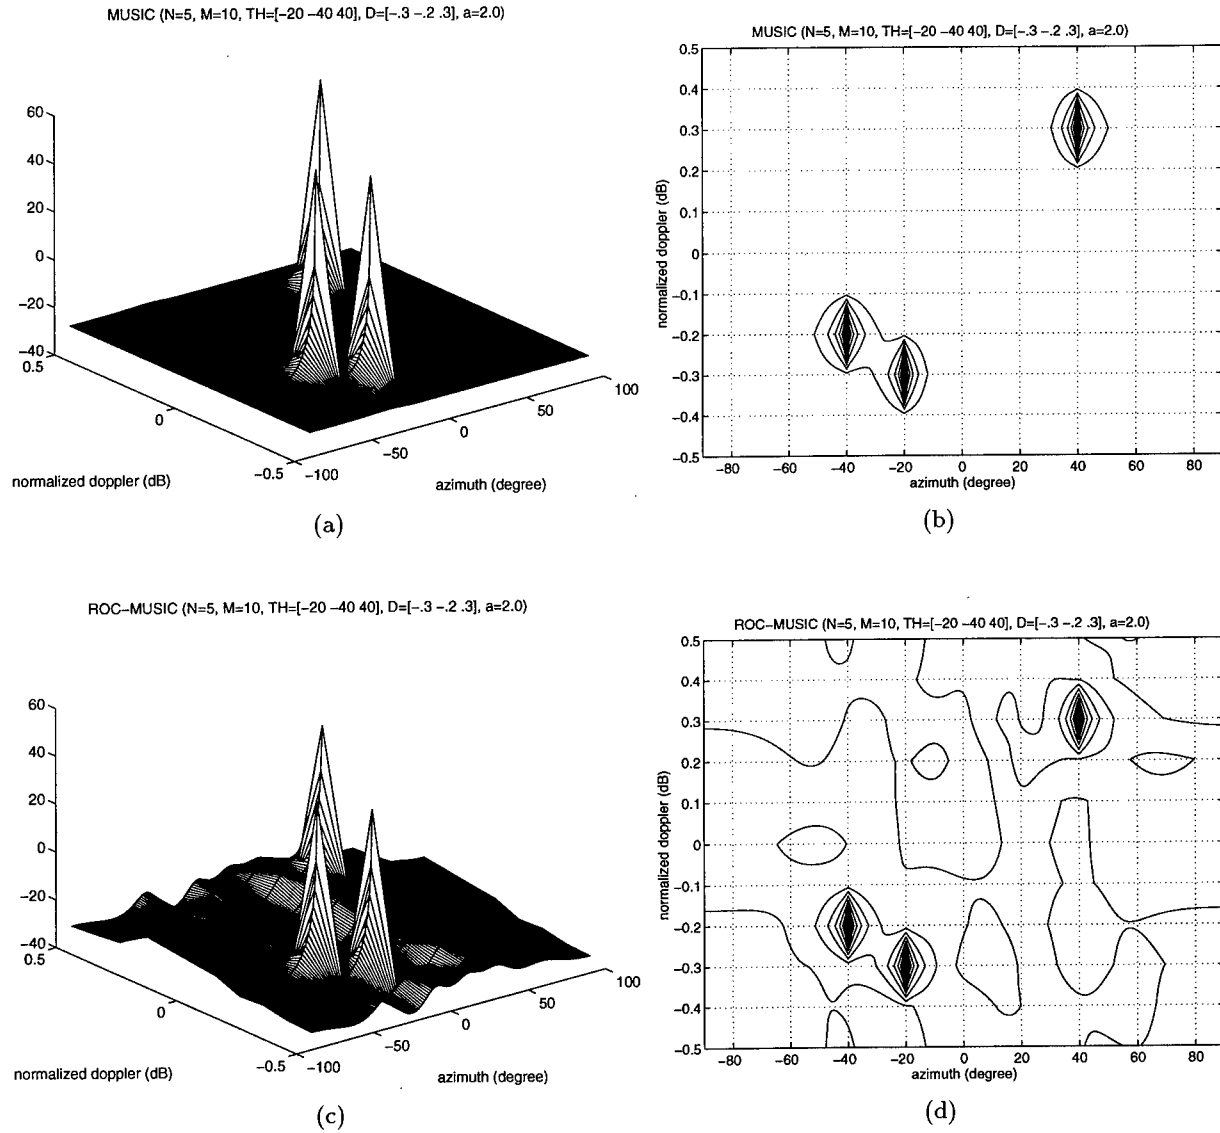 MUSIC (N=5, M=10, TH=[-20 -40 40], D=[-.3 -.2 .3], a=2.0)
60
40
20
0
-20
-40
0.5
0
-0.5
-100
-50
0
50
100
normalized doppler (dB)
azimuth (degree)
(a)
MUSIC (N=5, M=10, TH=[-20 -40 40], D=[-.3 -.2 .3], a=2.0)
0.5
0.4
0.3
0.2
0.1
0
-0.1
-0.2
-0.3
-0.4
-0.5
normalized doppler (dB)
-80 -60 -40 -20 0 20 40 60 80
azimuth (degree)
(b)
ROC-MUSIC (N=5, M=10, TH=[-20 -40 40], D=[-.3 -.2 .3], a=2.0)
60
40
20
0
-20
-40
0.5
0
-0.5
-100
-50
0
50
100
normalized doppler (dB)
azimuth (degree)
(c)
ROC-MUSIC (N=5, M=10, TH=[-20 -40 40], D=[-.3 -.2 .3], a=2.0)
0.5
0.4
0.3
0.2
0.1
0
-0.1
-0.2
-0.3
-0.4
-0.5
normalized doppler (dB)
-80 -60 -40 -20 0 20 40 60 80
azimuth (degree)
(d)